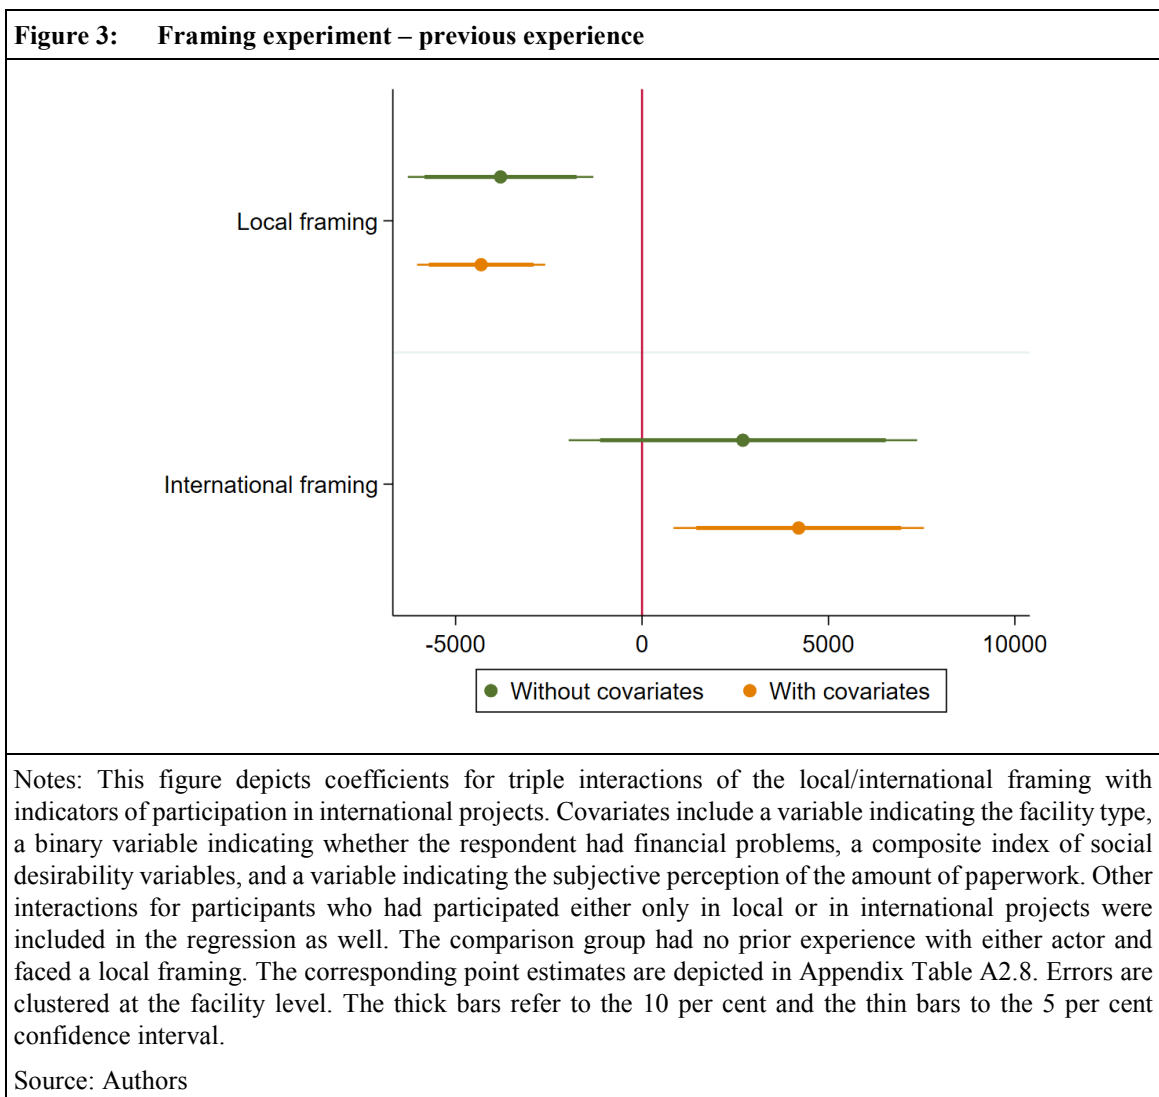 Figure 3: Framing experiment – previous experience
Local framing
International framing
-5000 0 5000 10000
Without covariates With covariates
Notes: This figure depicts coefficients for triple interactions of the local/international framing with
indicators of participation in international projects. Covariates include a variable indicating the facility type,
a binary variable indicating whether the respondent had financial problems, a composite index of social
desirability variables, and a variable indicating the subjective perception of the amount of paperwork. Other
interactions for participants who had participated either only in local or in international projects were
included in the regression as well. The comparison group had no prior experience with either actor and
faced a local framing. The corresponding point estimates are depicted in Appendix Table A2.8. Errors are
clustered at the facility level. The thick bars refer to the 10 per cent and the thin bars to the 5 per cent
confidence interval.
Source: Authors